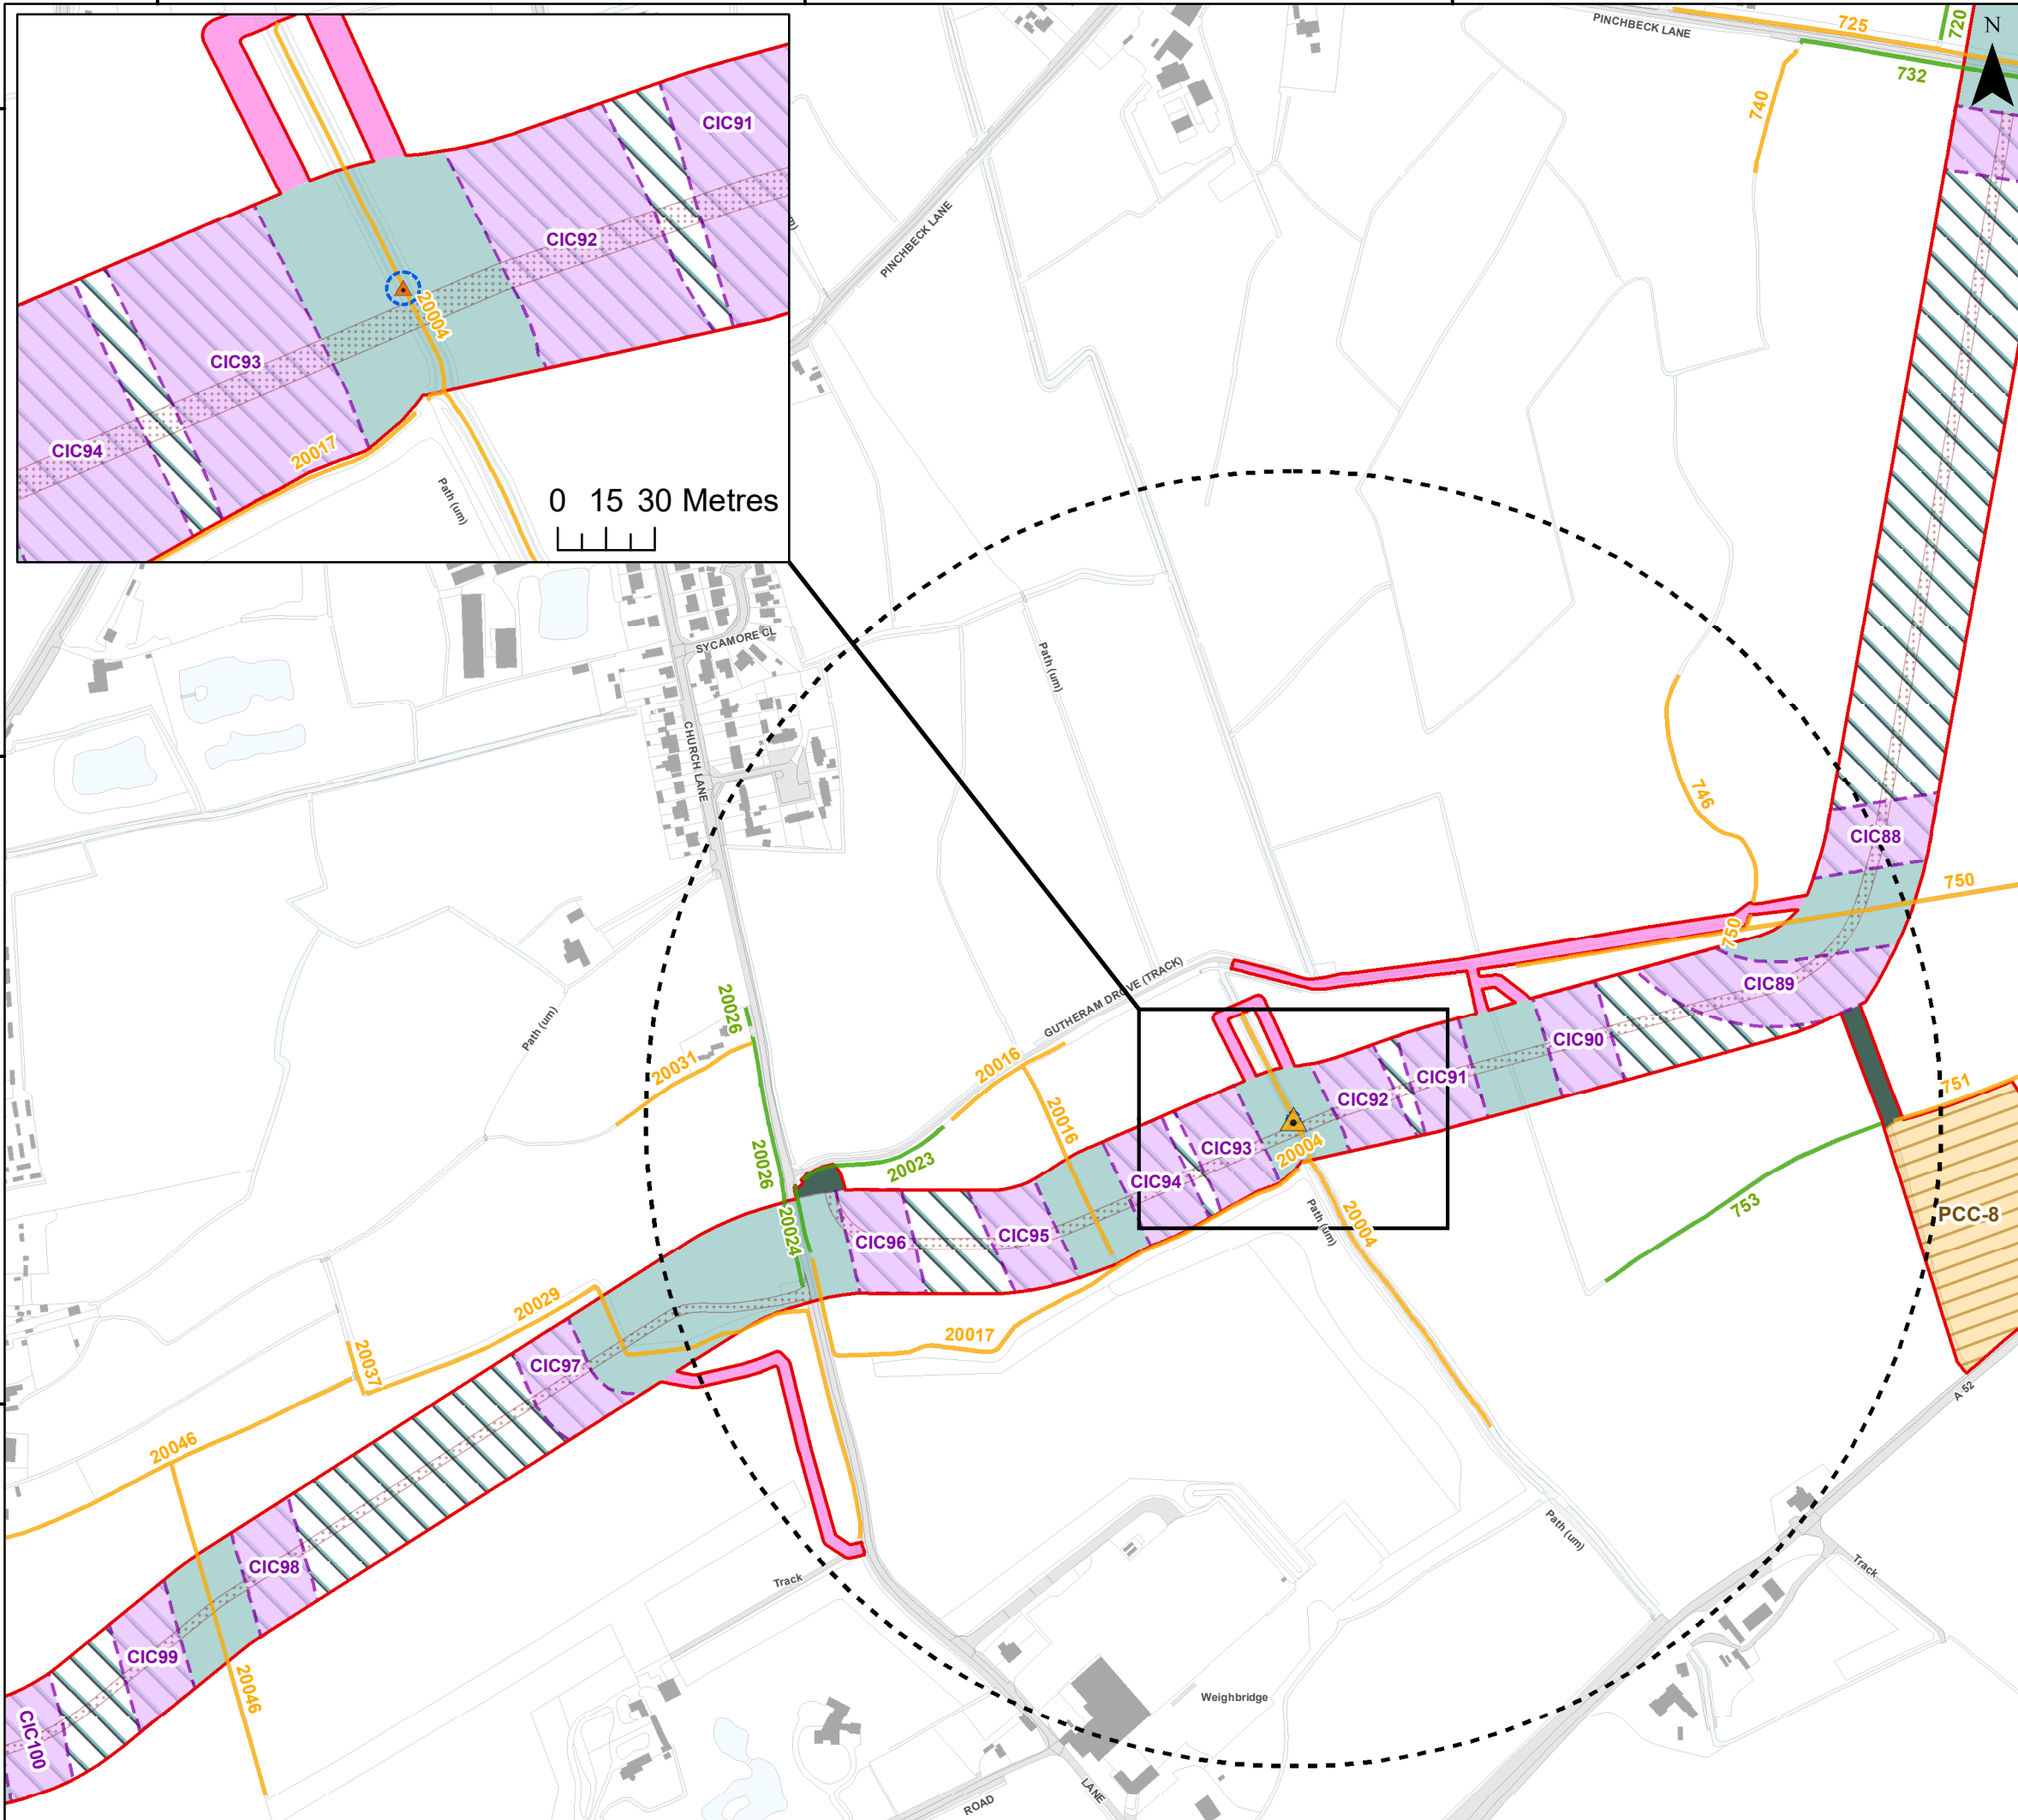 PINCHBECK LANE
725
720
N
732
740
CIC91
CIC92
20004
CIC93
CIC94
20017
Path (um)
0 15 30 Metres
PINCHBECK LANE
SYCAMORE CL
Path (um)
CHURCH LANE
746
CIC88
750
750
GUTHERAM DROVE (TRACK)
CIC89
20026
Path (um)
20031
20016
CIC90
CIC91
CIC92
751
20016
20026
20023
CIC93
20004
CIC94
753
PCC-8
20024
CIC96
CIC95
Path (um)
20004
20029
20017
20037
CIC97
A 52
20046
CIC98
Path (um)
Track
Track
CIC99
20046
CIC100
Weighbridge
LANE
ROAD